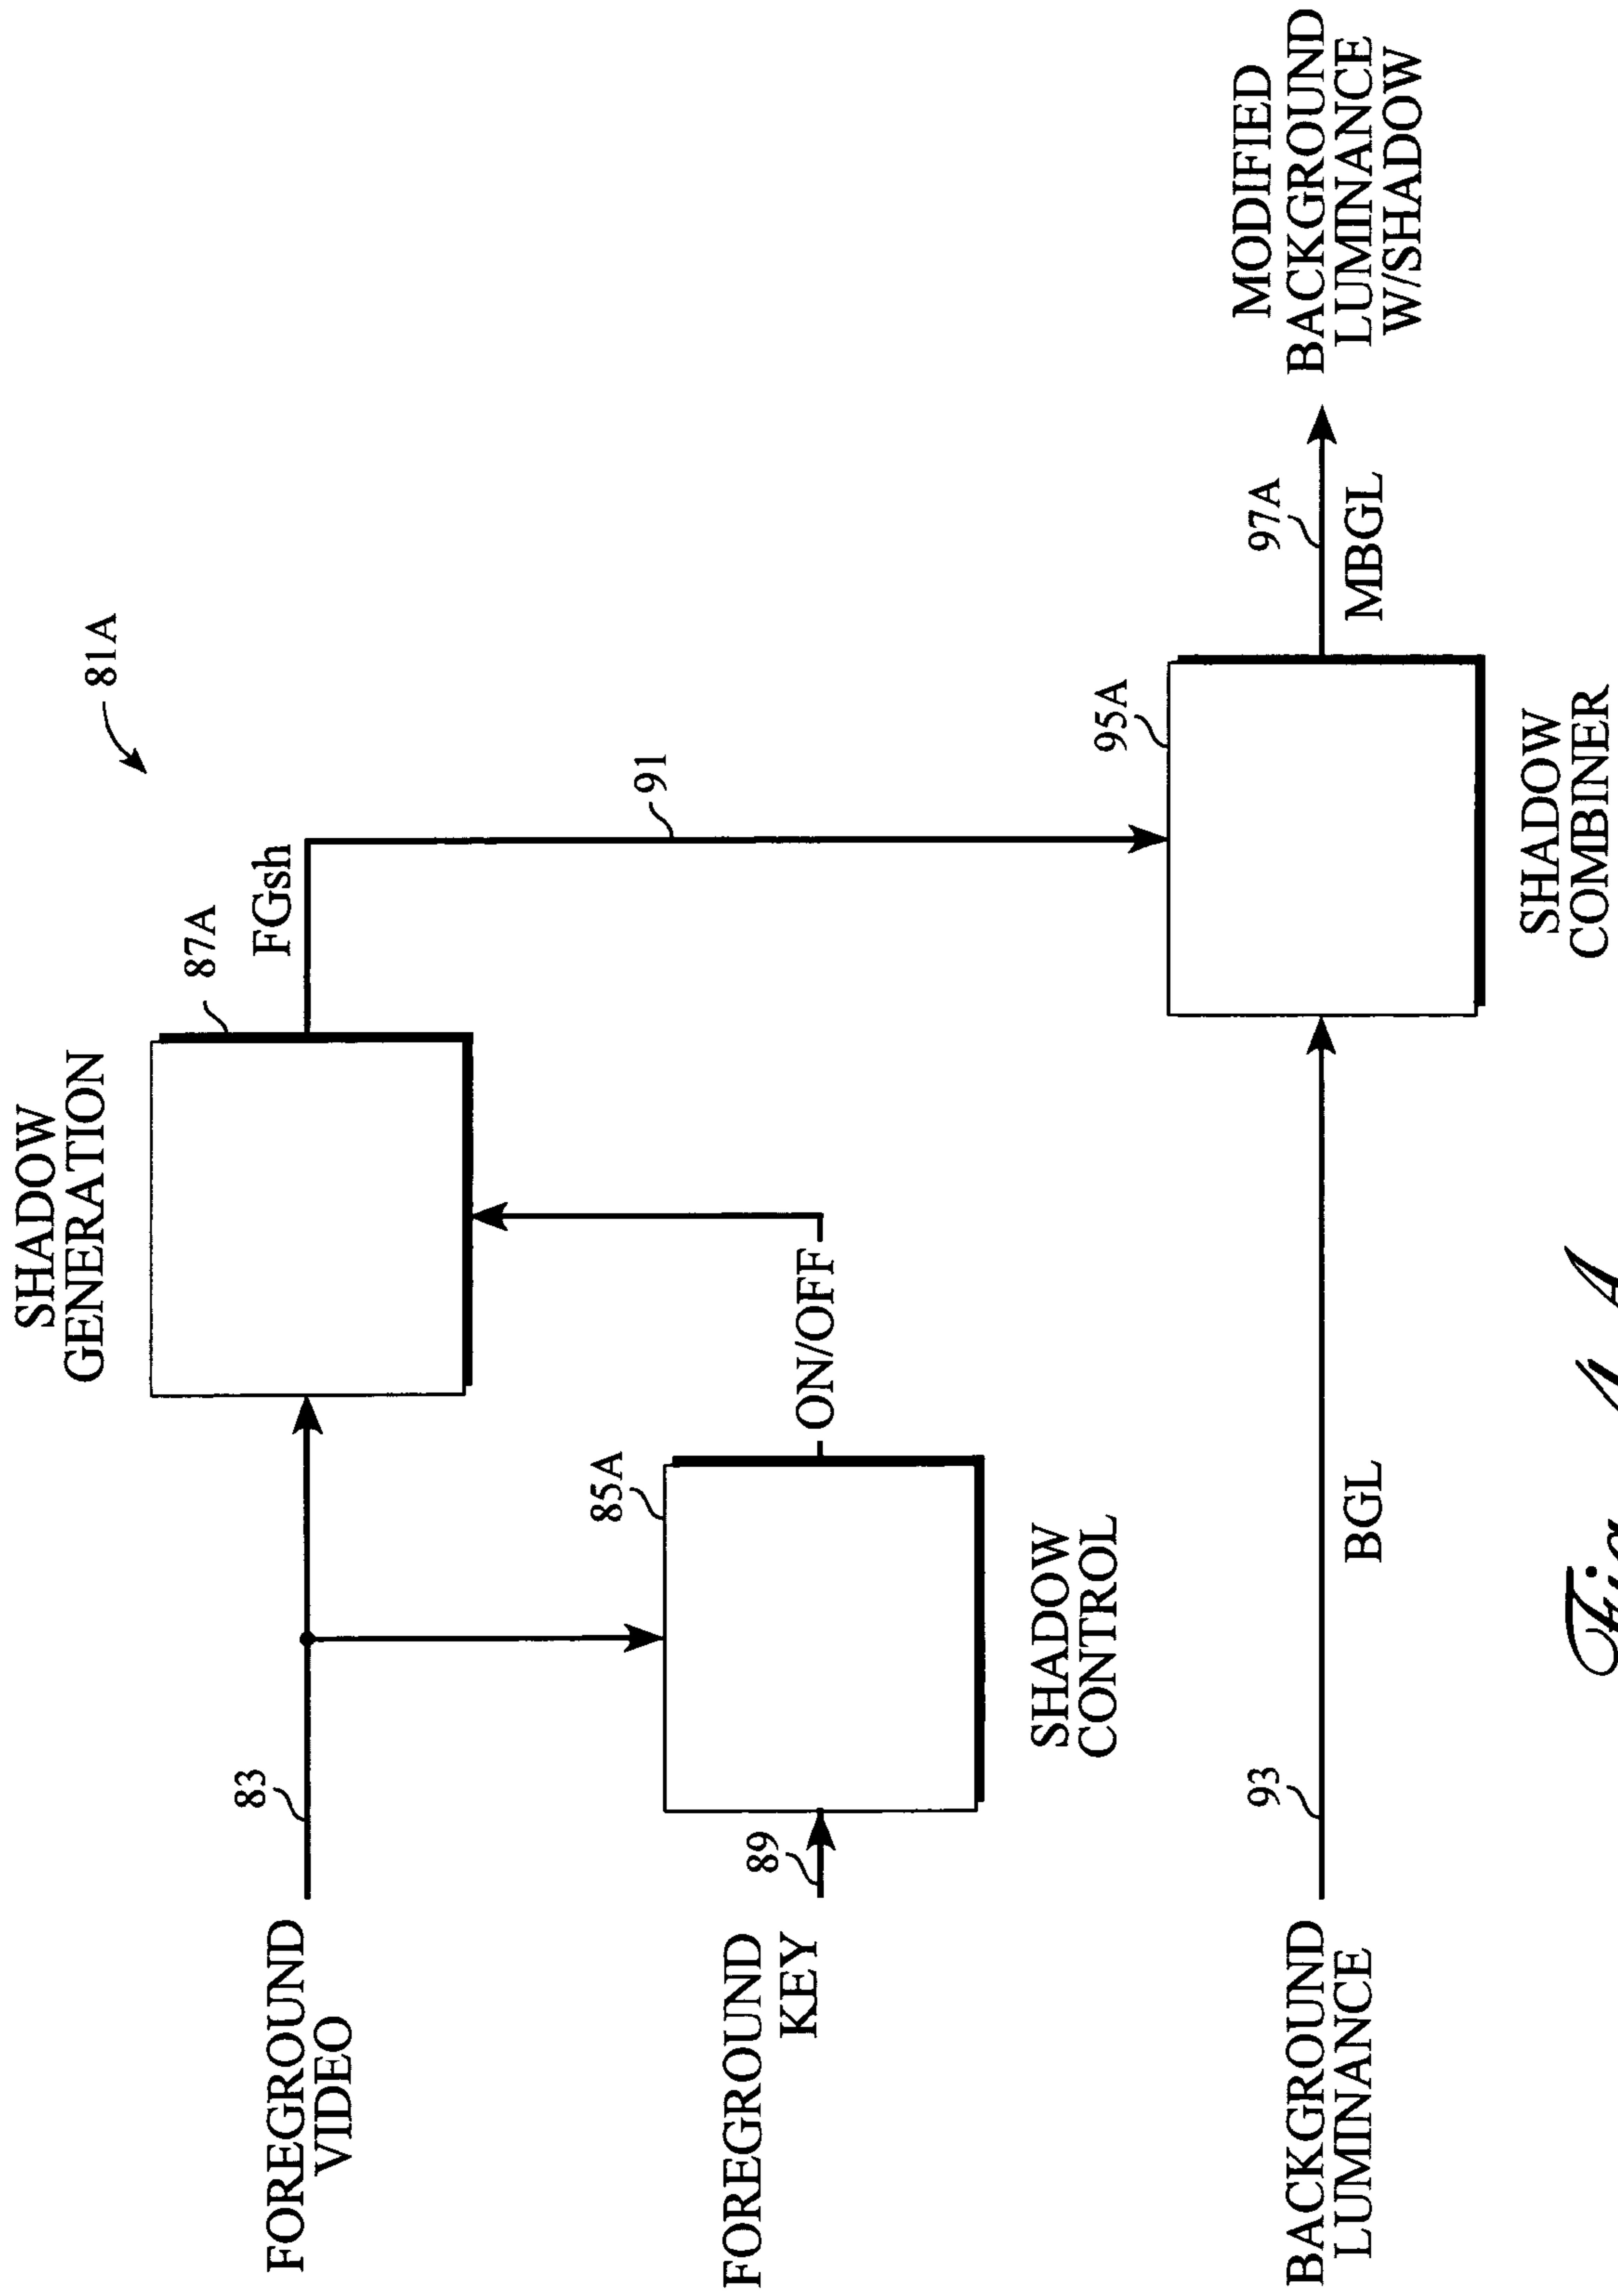 81A
SHADOW
GENERATION
87A
FGsh
91
FOREGROUND
VIDEO
83
FOREGROUND
KEY
89
85A
ON/OFF
SHADOW
CONTROL
BACKGROUND
LUMINANCE
93
BGL
95A
SHADOW
COMBINER
97A
MBGL
MODIFIED
BACKGROUND
LUMINANCE
W/SHADOW